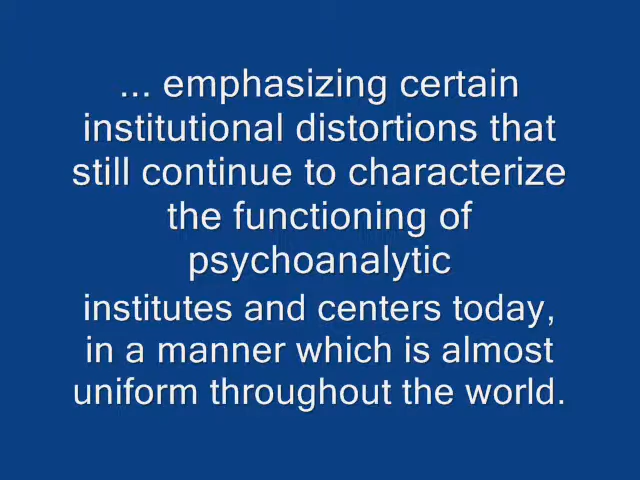 ... emphasizing certain
institutional distortions that
still continue to characterize
the functioning of
psychoanalytic
institutes and centers today,
in a manner which is almost
uniform throughout the world.